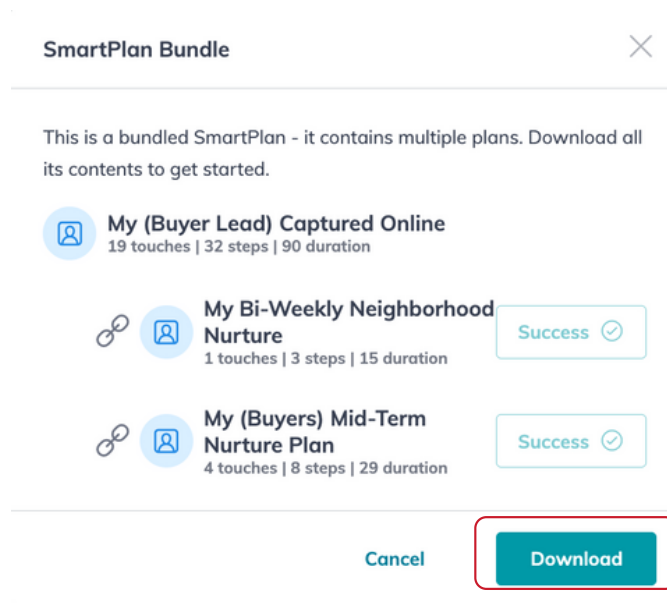 SmartPlan Bundle
This is a bundled SmartPlan - it contains multiple plans. Download all
its contents to get started.
My (Buyer Lead) Captured Online
19 touches | 32 steps | 90 duration
My Bi-Weekly Neighborhood
Nurture
1 touches | 3 steps | 15 duration
Success
My (Buyers) Mid-Term
Nurture Plan
4 touches | 8 steps | 29 duration
Success
Cancel
Download